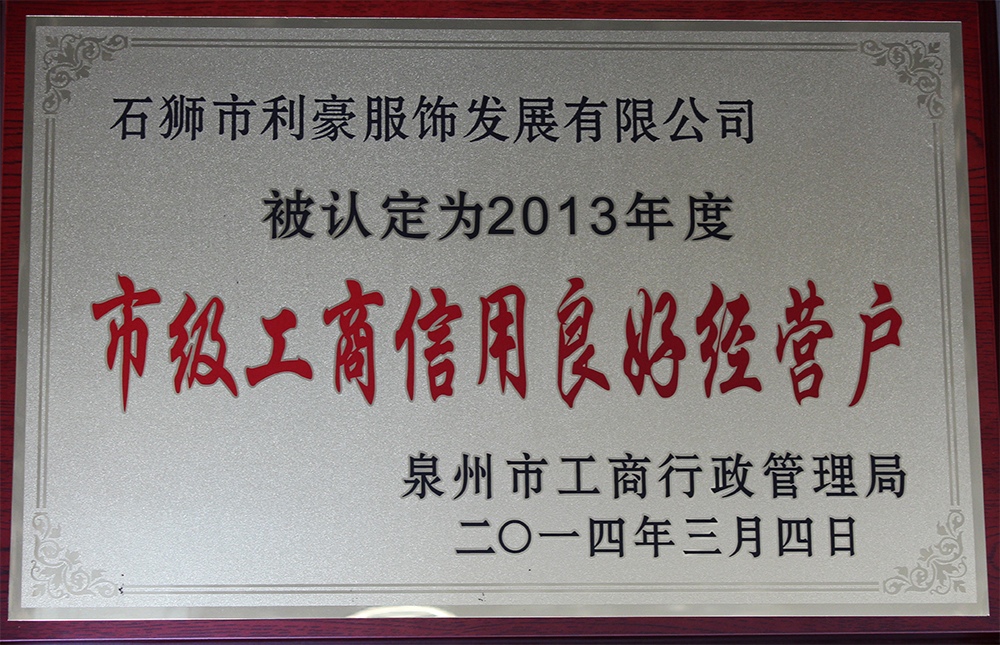 石狮市利豪服饰发展有限公司
被认定为2013年度
市级工商信用良好经营户
泉州市工商行政管理局
二〇一四年三月四日